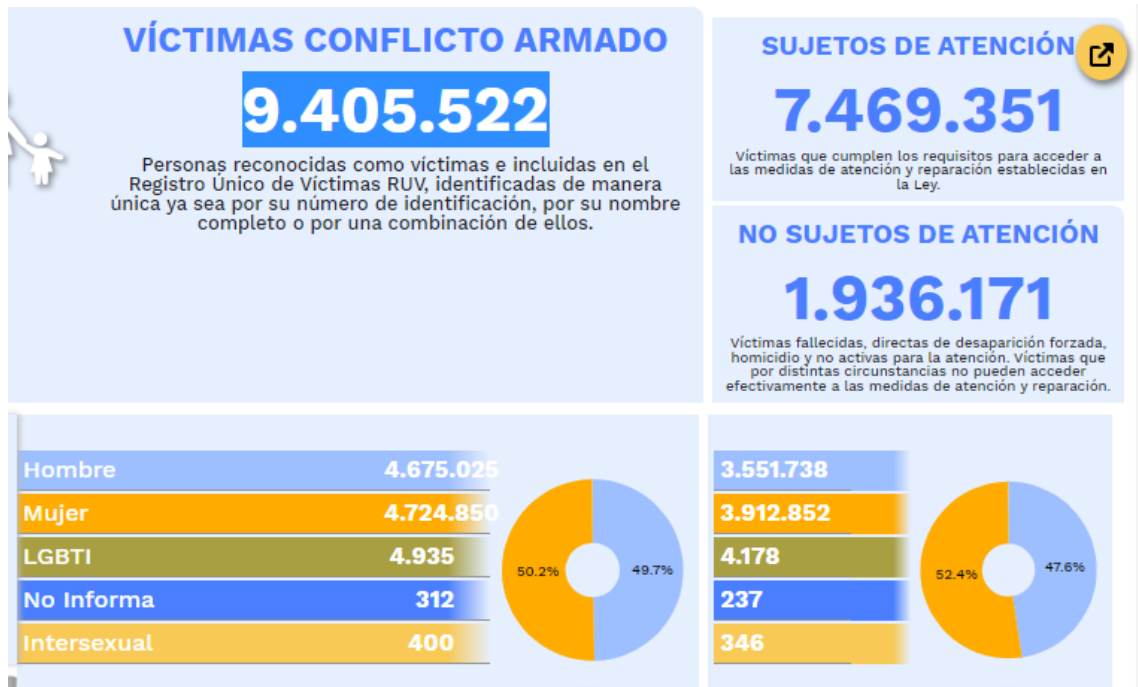 VÍCTIMAS CONFLICTO ARMADO
9.405.522
Personas reconocidas como víctimas e incluidas en el
Registro Único de Víctimas RUV, identificadas de manera
única ya sea por su número de identificación, por su nombre
completo o por una combinación de ellos.
SUJETOS DE ATENCIÓN
7.469.351
Víctimas que cumplen los requisitos para acceder a
las medidas de atención y reparación establecidas en
la Ley.
NO SUJETOS DE ATENCIÓN
1.936.171
Víctimas fallecidas, directas de desaparición forzada,
homicidio y no activas para la atención. Víctimas que
por distintas circunstancias no pueden acceder
efectivamente a las medidas de atención y reparación.
Hombre 4.675.025
Mujer 4.724.850
LGBTI 4.935
No Informa 312
Intersexual 400
50.2% 49.7%
3.551.738
3.912.852
4.178
237
346
52.4% 47.6%